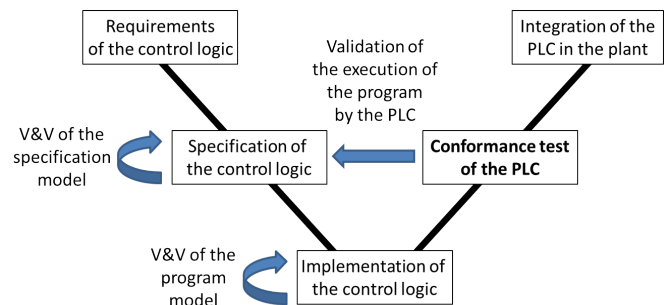 Requirements
of the control logic
Integration of the
PLC in the plant
Validation of
the execution of
the program
by the PLC
V&V of the
specification
model
Specification of
the control logic
Conformance test
of the PLC
V&V of the
program
model
Implementation of
the control logic